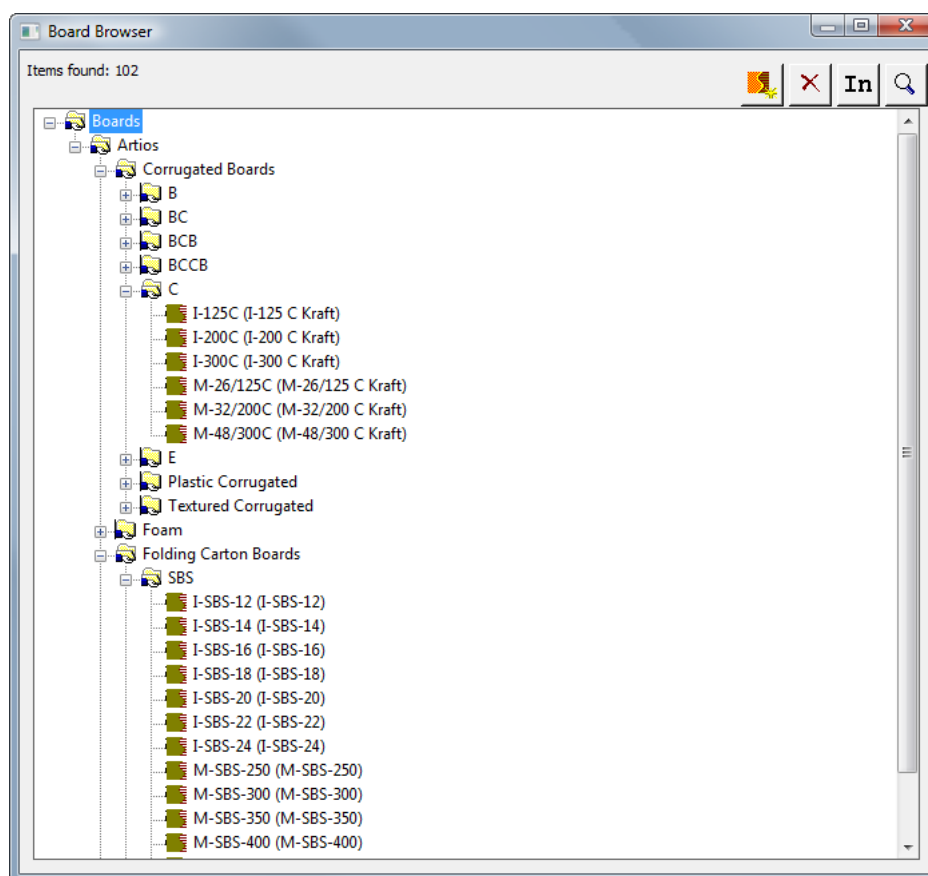 Board Browser
Items found: 102
In
Boards
Artios
Corrugated Boards
B
BC
BCB
BCCB
C
I-125C (I-125 C Kraft)
I-200C (I-200 C Kraft)
I-300C (I-300 C Kraft)
M-26/125C (M-26/125 C Kraft)
M-32/200C (M-32/200 C Kraft)
M-48/300C (M-48/300 C Kraft)
E
Plastic Corrugated
Textured Corrugated
Foam
Folding Carton Boards
SBS
I-SBS-12 (I-SBS-12)
I-SBS-14 (I-SBS-14)
I-SBS-16 (I-SBS-16)
I-SBS-18 (I-SBS-18)
I-SBS-20 (I-SBS-20)
I-SBS-22 (I-SBS-22)
I-SBS-24 (I-SBS-24)
M-SBS-250 (M-SBS-250)
M-SBS-300 (M-SBS-300)
M-SBS-350 (M-SBS-350)
M-SBS-400 (M-SBS-400)